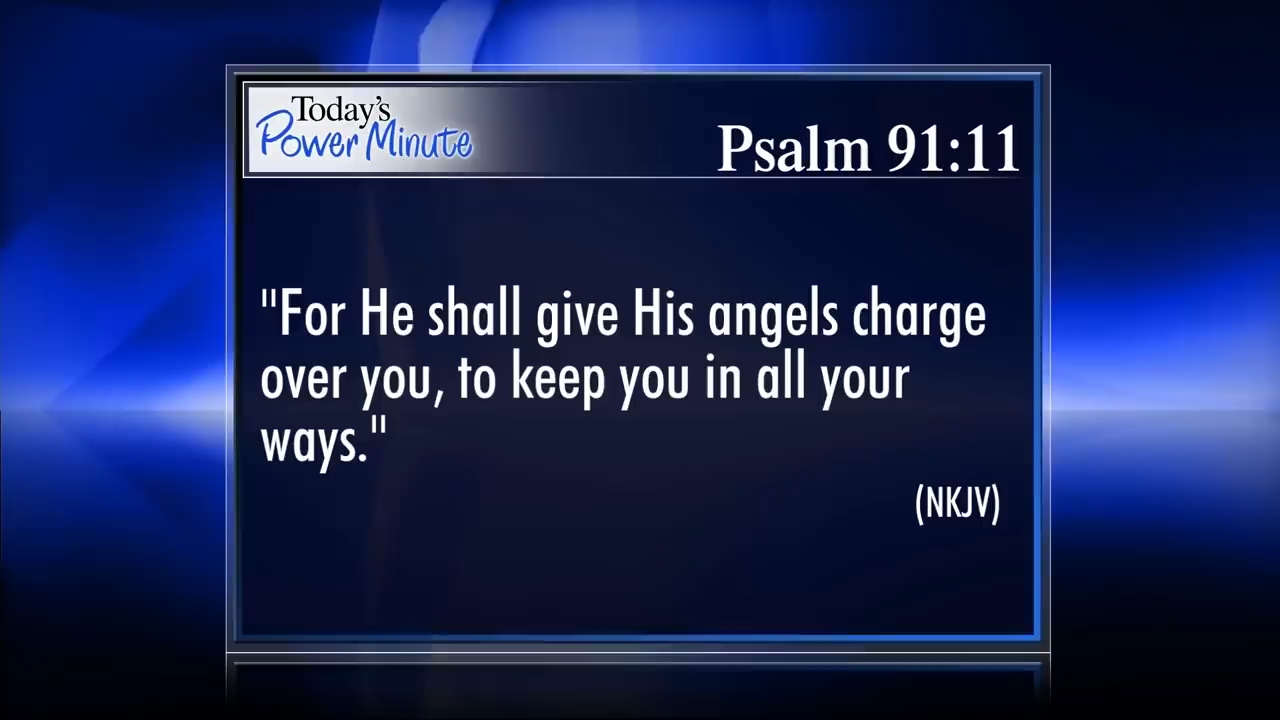 Today's
Power Minute
Psalm 91:11
"For He shall give His angels charge
over you, to keep you in all your
ways."
(NKJV)